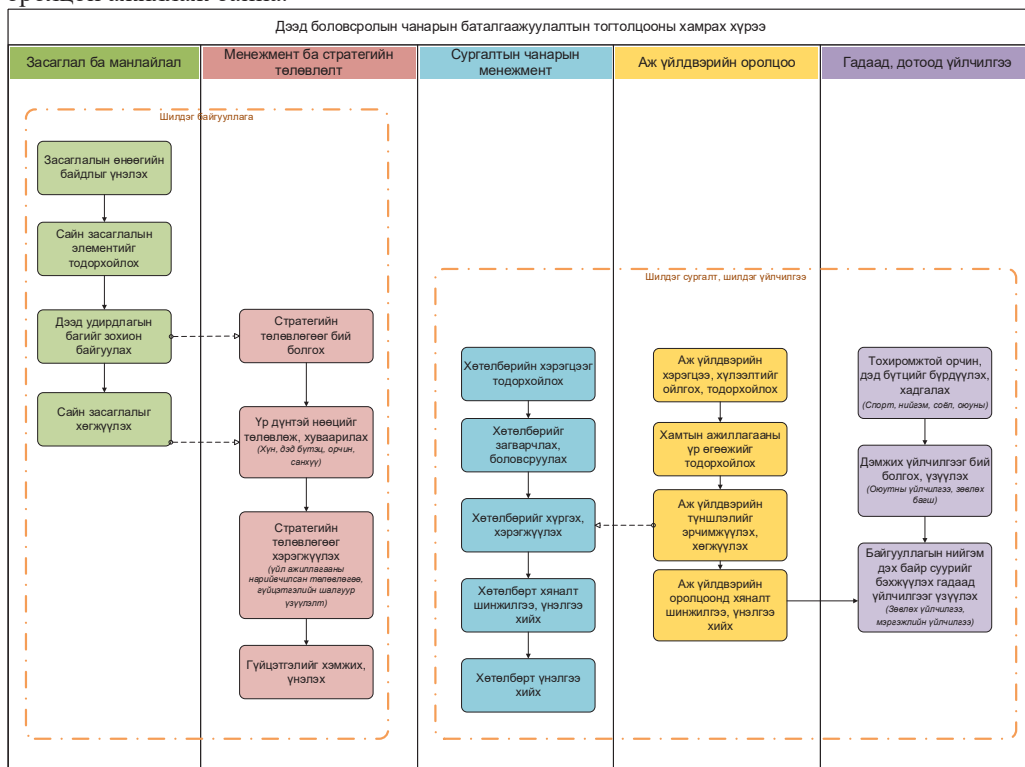 Дээд боловсролын чанарын баталгаажуулалтын тогтолцооны хамрах хүрээ
Засаглал ба манлайлал
Менежмент ба стратегийн
төлөвлөлт
Сургалтын чанарын
менежмент
Аж үйлдвэрийн оролцоо
Гадаад, дотоод үйлчилгээ
Шилдэг байгууллага
Засаглалын өнөөгийн
байдлыг үнэлэх
Сайн засаглалын
элементийг
тодорхойлох
Дээд удирдлагын
багийг зохион
байгуулах
Сайн засаглалыг
хөгжүүлэх
Стратегийн
төлөвлөгөөг бий
болгох
Үр дүнтэй нөөцийг
төлөвлөж, хуваарилах
(Хүн, дэд бүтэц, орчин,
санхүү)
Стратегийн
төлөвлөгөөг
хэрэгжүүлэх
(үйл ажиллагааны
нарийвчилсан төлөвлөгөө,
гүйцэтгэлийн шалгуур
үзүүлэлт)
Гүйцэтгэлийг хэмжих,
үнэлэх
Шилдэг сургалт, шилдэг үйлчилгээ
Хөтөлбөрийн хэрэгцээг
тодорхойлох
Хөтөлбөрийг
загварчлах,
боловсруулах
Хөтөлбөрийг хүргэх,
хэрэгжүүлэх
Хөтөлбөрт хяналт
шинжилгээ, үнэлгээ
хийх
Хөтөлбөрт үнэлгээ
хийх
Аж үйлдвэрийн
хэрэгцээ, хүлээлтийг
ойлгох, тодорхойлох
Хамтын ажиллагааны
үр өгөөжийг
тодорхойлох
Аж үйлдвэрийн
түншлэлийг
эрчимжүүлэх,
хөгжүүлэх
Аж үйлдвэрийн
оролцоонд хяналт
шинжилгээ, үнэлгээ
хийх
Тохиромжтой орчин,
дэд бүтцийг бүрдүүлэх,
хадгалах
(Спорт, нийгэм, соёл, оюуны)
Дэмжих үйлчилгээг бий
болгох, үзүүлэх
(Оюутны үйлчилгээ, зөвлөх
багш)
Байгууллагын нийгэм
дэх байр суурийг
бэхжүүлэх гадаад
үйлчилгээг үзүүлэх
(Зөвлөх үйлчилгээ,
мэргэжлийн үйлчилгээ)